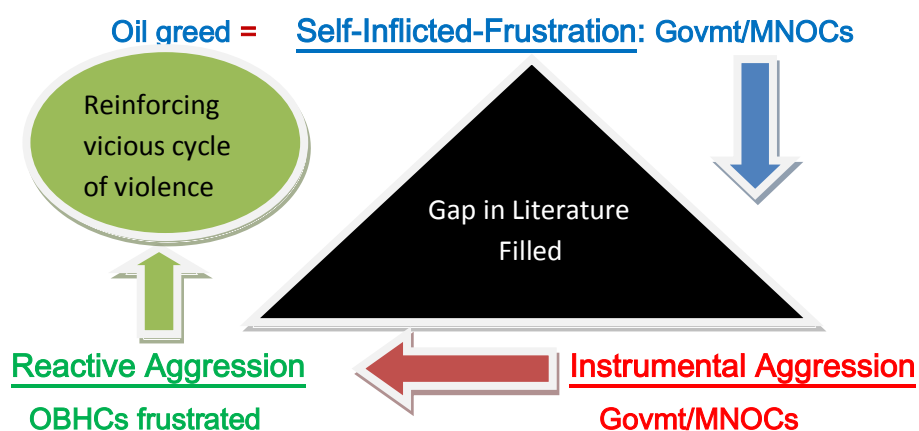 Oil greed = Self-Inflicted-Frustration: Govmt/MNOCs
Reinforcing
vicious cycle
of violence
Gap in Literature
Filled
Reactive Aggression
OBHCs frustrated
Instrumental Aggression
Govmt/MNOCs